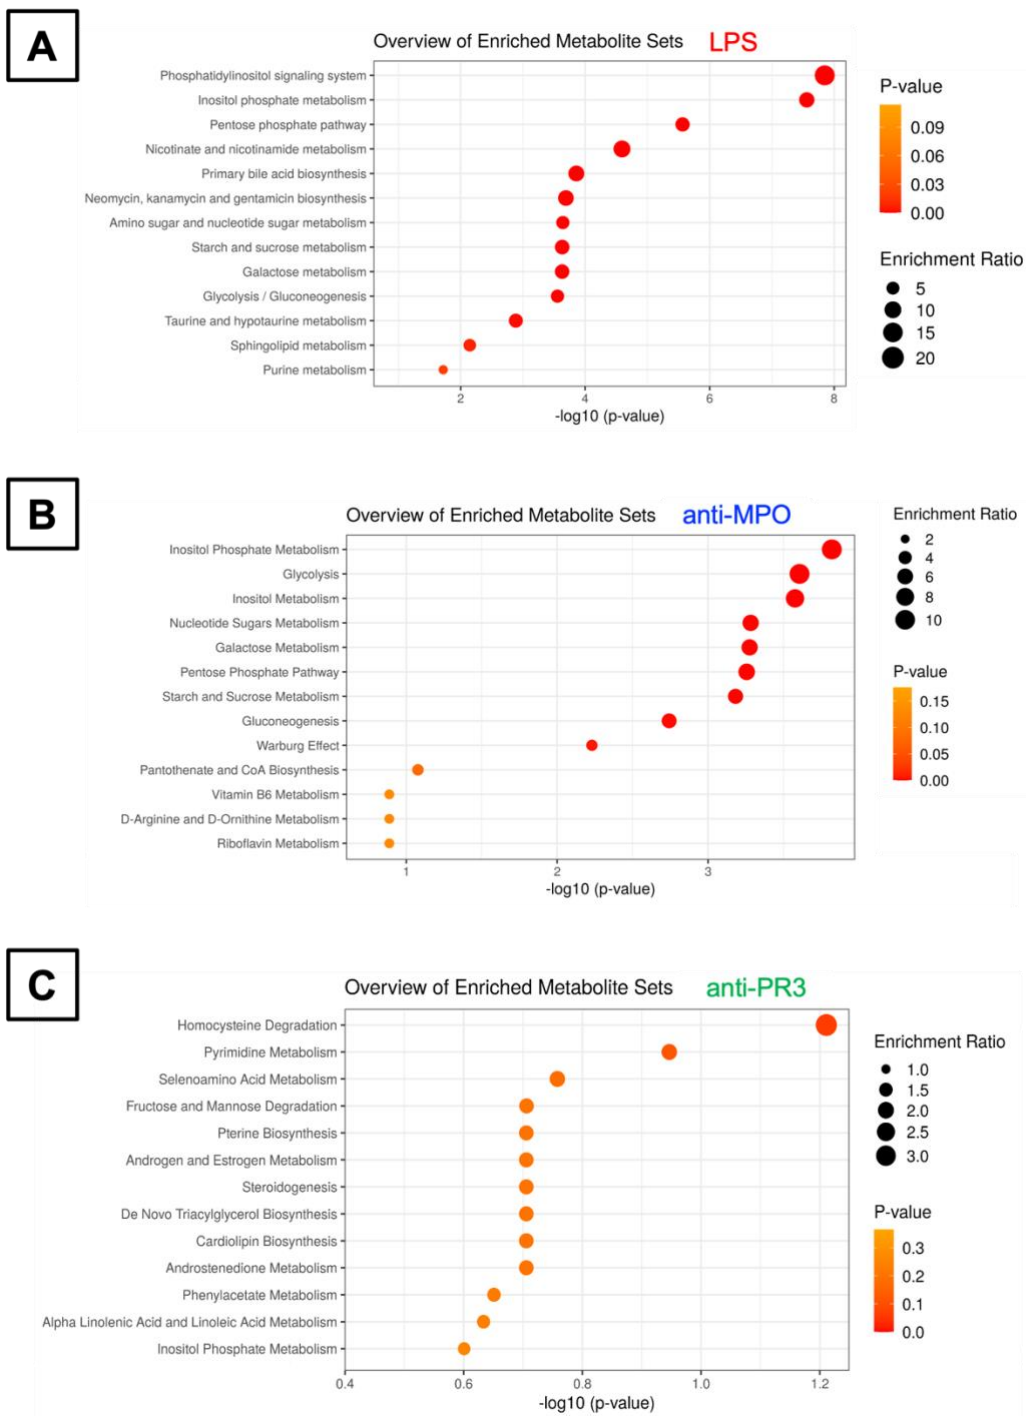 A
Overview of Enriched Metabolite Sets LPS
Phosphatidylinositol signaling system
Inositol phosphate metabolism
Pentose phosphate pathway
Nicotinate and nicotinamide metabolism
Primary bile acid biosynthesis
Neomycin, kanamycin and gentamicin biosynthesis
Amino sugar and nucleotide sugar metabolism
Starch and sucrose metabolism
Galactose metabolism
Glycolysis / Gluconeogenesis
Taurine and hypotaurine metabolism
Sphingolipid metabolism
Purine metabolism
2 4 6 8
-log10 (p-value)
P-value
0.09
0.06
0.03
0.00
Enrichment Ratio
5
10
15
20
B
Overview of Enriched Metabolite Sets anti-MPO
Inositol Phosphate Metabolism
Glycolysis
Inositol Metabolism
Nucleotide Sugars Metabolism
Galactose Metabolism
Pentose Phosphate Pathway
Starch and Sucrose Metabolism
Gluconeogenesis
Warburg Effect
Pantothenate and CoA Biosynthesis
Vitamin B6 Metabolism
D-Arginine and D-Ornithine Metabolism
Riboflavin Metabolism
1 2 3
-log10 (p-value)
Enrichment Ratio
2
4
6
8
10
P-value
0.15
0.10
0.05
0.00
C
Overview of Enriched Metabolite Sets anti-PR3
Homocysteine Degradation
Pyrimidine Metabolism
Selenoamino Acid Metabolism
Fructose and Mannose Degradation
Pterine Biosynthesis
Androgen and Estrogen Metabolism
Steroidogenesis
De Novo Triacylglycerol Biosynthesis
Cardiolipin Biosynthesis
Androstenedione Metabolism
Phenylacetate Metabolism
Alpha Linolenic Acid and Linoleic Acid Metabolism
Inositol Phosphate Metabolism
0.4 0.6 0.8 1.0 1.2
-log10 (p-value)
Enrichment Ratio
1.0
1.5
2.0
2.5
3.0
P-value
0.3
0.2
0.1
0.0